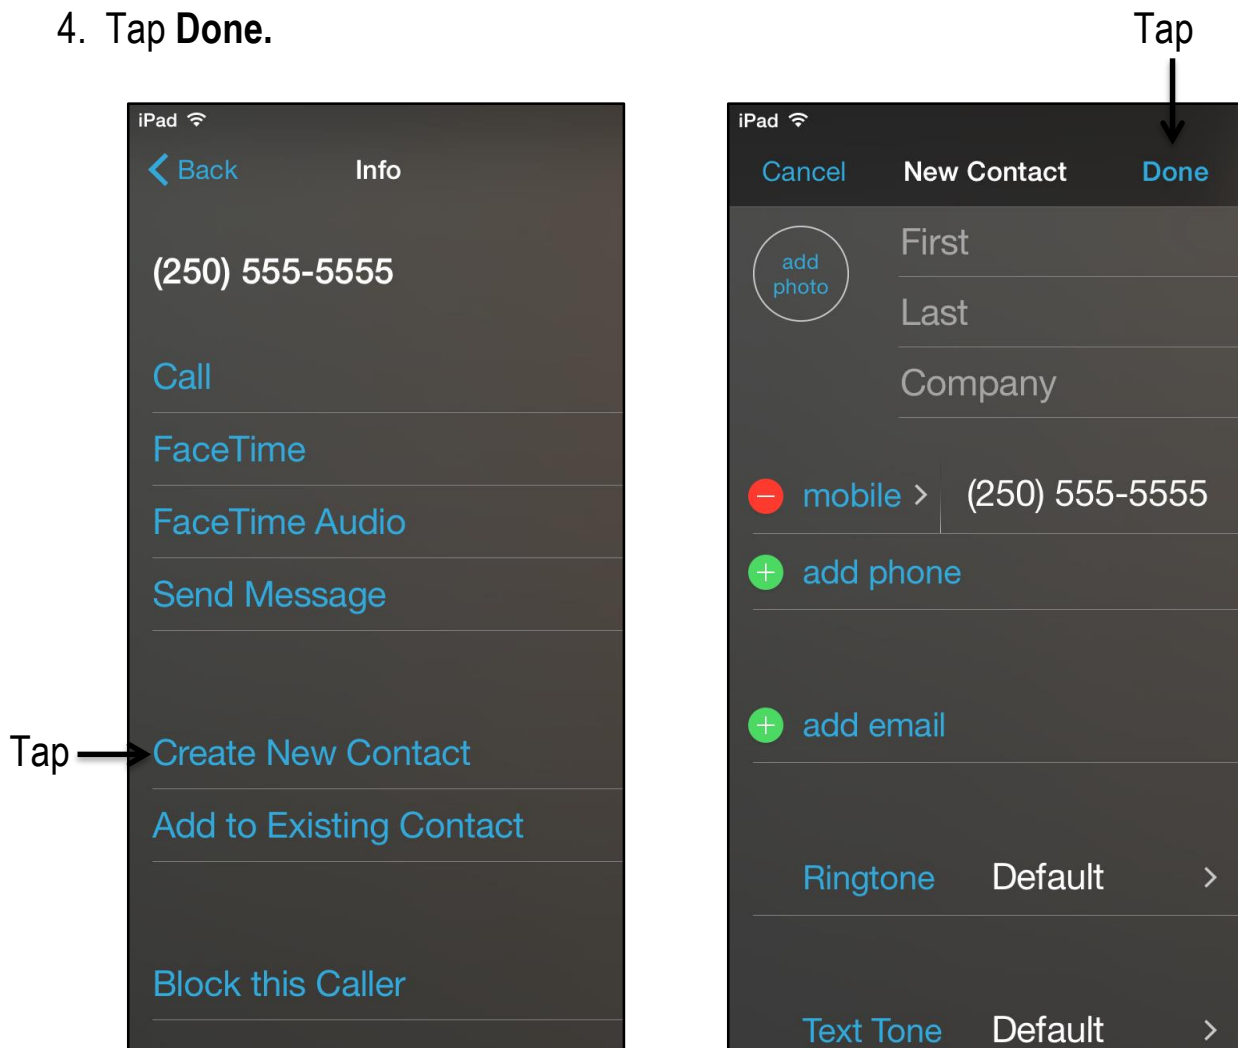 4. Tap Done.
Tap
iPad
Back Info
(250) 555-5555
Call
FaceTime
FaceTime Audio
Send Message
Tap
Create New Contact
Add to Existing Contact
Block this Caller
iPad
Cancel New Contact Done
add
photo
First
Last
Company
mobile (250) 555-5555
add phone
add email
Ringtone Default
Text Tone Default